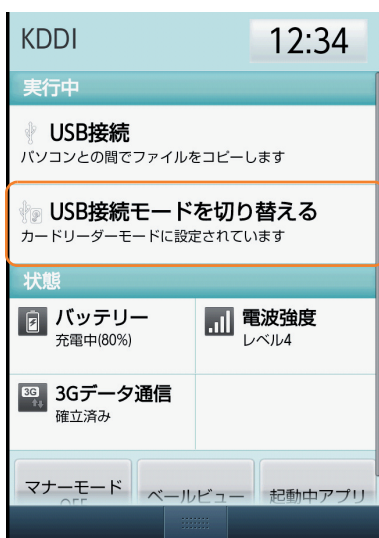 KDDI 12:34
実行中
USB接続
パソコンとの間でファイルをコピーします
USB接続モードを切り替える
カードリーダーモードに設定されています
状態
バッテリー
充電中(80%)
電波強度
レベル4
3G 3Gデータ通信
確立済み
マナーモード
OFF
ベールビュー
起動中アプリ